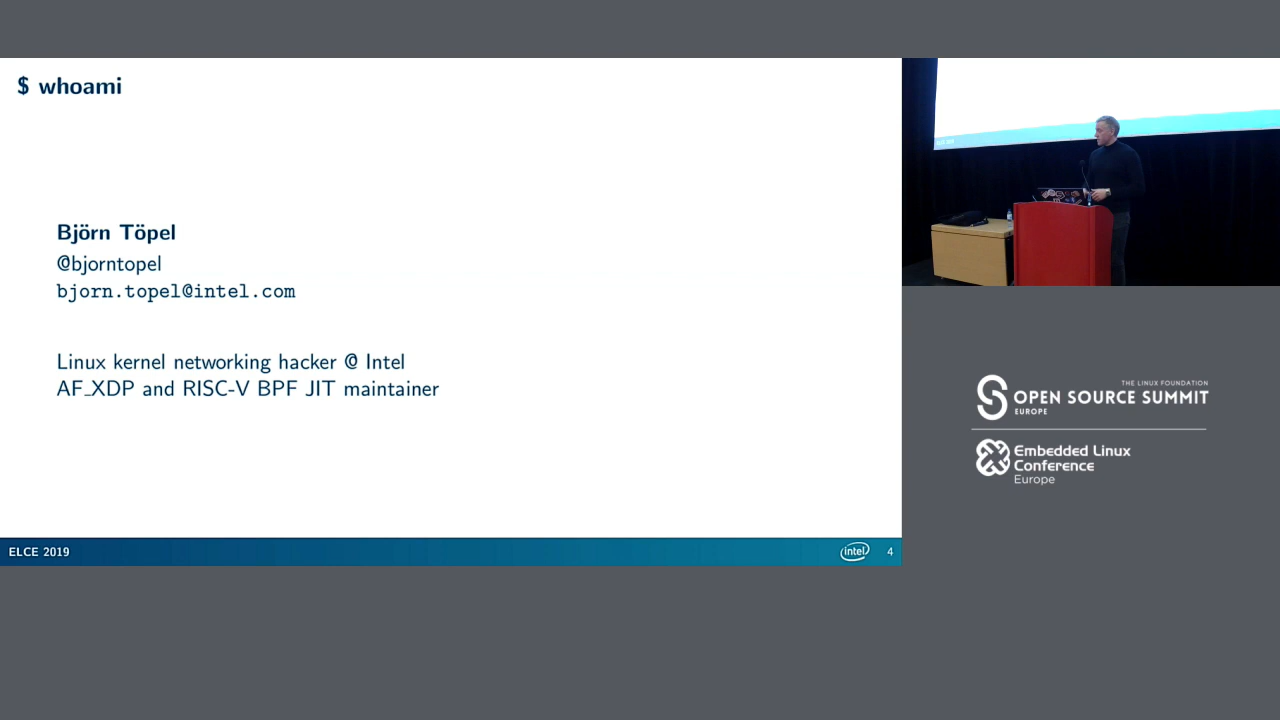 $ whoami
Björn Töpel
@bjorntopel
bjorn.topel@intel.com
Linux kernel networking hacker @ Intel
AF_XDP and RISC-V BPF JIT maintainer
ELCE 2019
intel
4
THE LINUX FOUNDATION
OPEN SOURCE SUMMIT
EUROPE
Embedded Linux
Conference
Europe